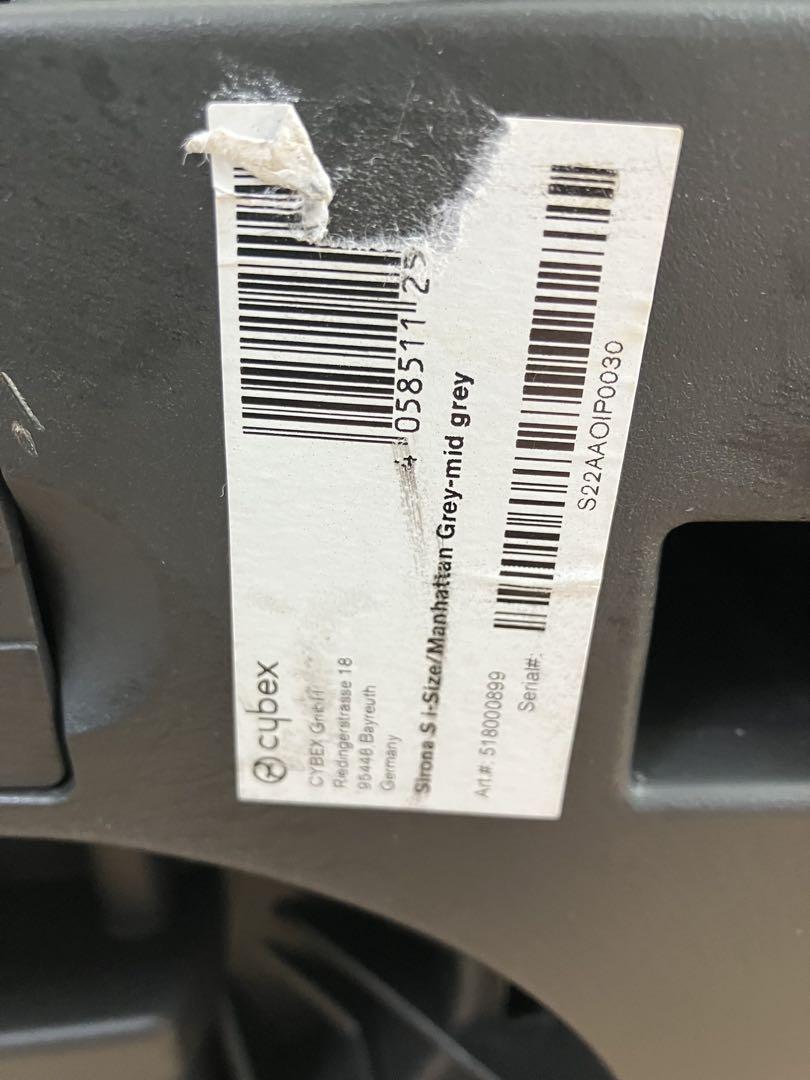 cybex
CYBEX GmbH
Riedingerstrasse 18
95448 Bayreuth
Germany
4 058511 25
Sirona S i-Size/Manhattan Grey-mid grey
Art.#: 518000899
Serial#:
S22AAOIP0030